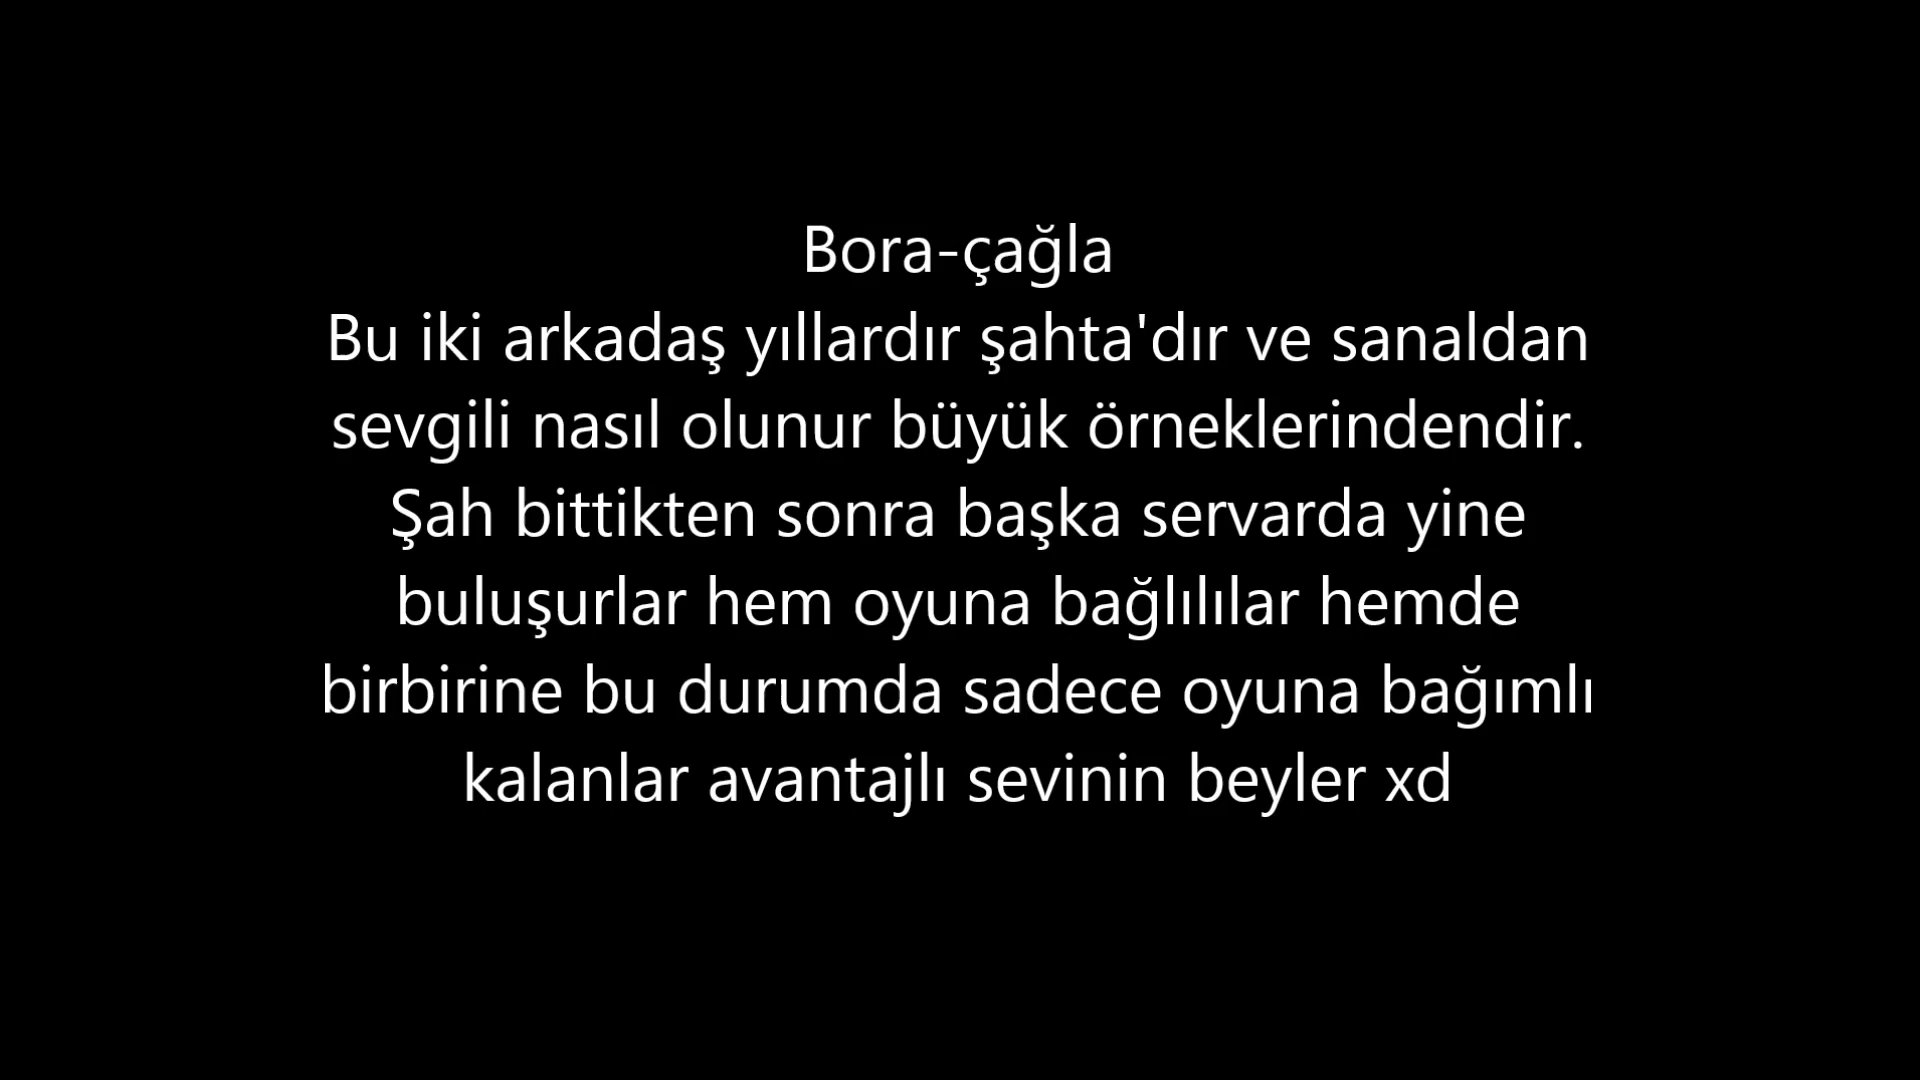 Bora-çağla
Bu iki arkadaş yıllardır şahta'dır ve sanaldan
sevgili nasıl olunur büyük örneklerindendir.
Şah bittikten sonra başka servarda yine
buluşurlar hem oyuna bağlılılar hemde
birbirine bu durumda sadece oyuna bağımlı
kalanlar avantajlı sevinin beyler xd